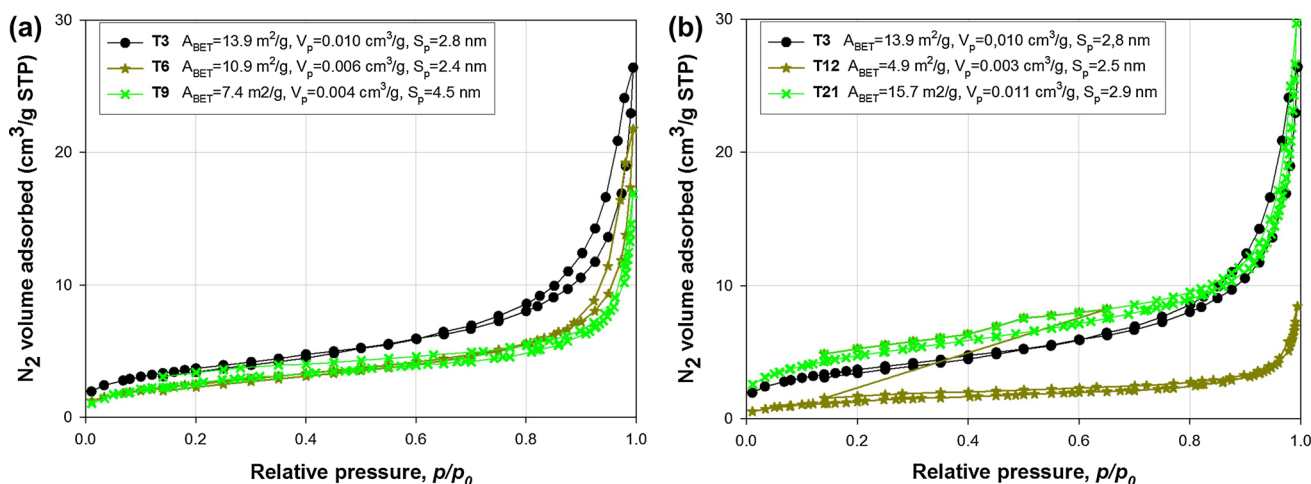 (a)
T3 A_BET=13.9 m²/g, V_p=0.010 cm³/g, S_p=2.8 nm
T6 A_BET=10.9 m²/g, V_p=0.006 cm³/g, S_p=2.4 nm
T9 A_BET=7.4 m2/g, V_p=0.004 cm³/g, S_p=4.5 nm
N₂ volume adsorbed (cm³/g STP)
30
20
10
0
0.0 0.2 0.4 0.6 0.8 1.0
Relative pressure, p/p₀
(b)
T3 A_BET=13.9 m²/g, V_p=0,010 cm³/g, S_p=2,8 nm
T12 A_BET=4.9 m²/g, V_p=0.003 cm³/g, S_p=2.5 nm
T21 A_BET=15.7 m2/g, V_p=0.011 cm³/g, S_p=2.9 nm
N₂ volume adsorbed (cm³/g STP)
30
20
10
0
0.0 0.2 0.4 0.6 0.8 1.0
Relative pressure, p/p₀